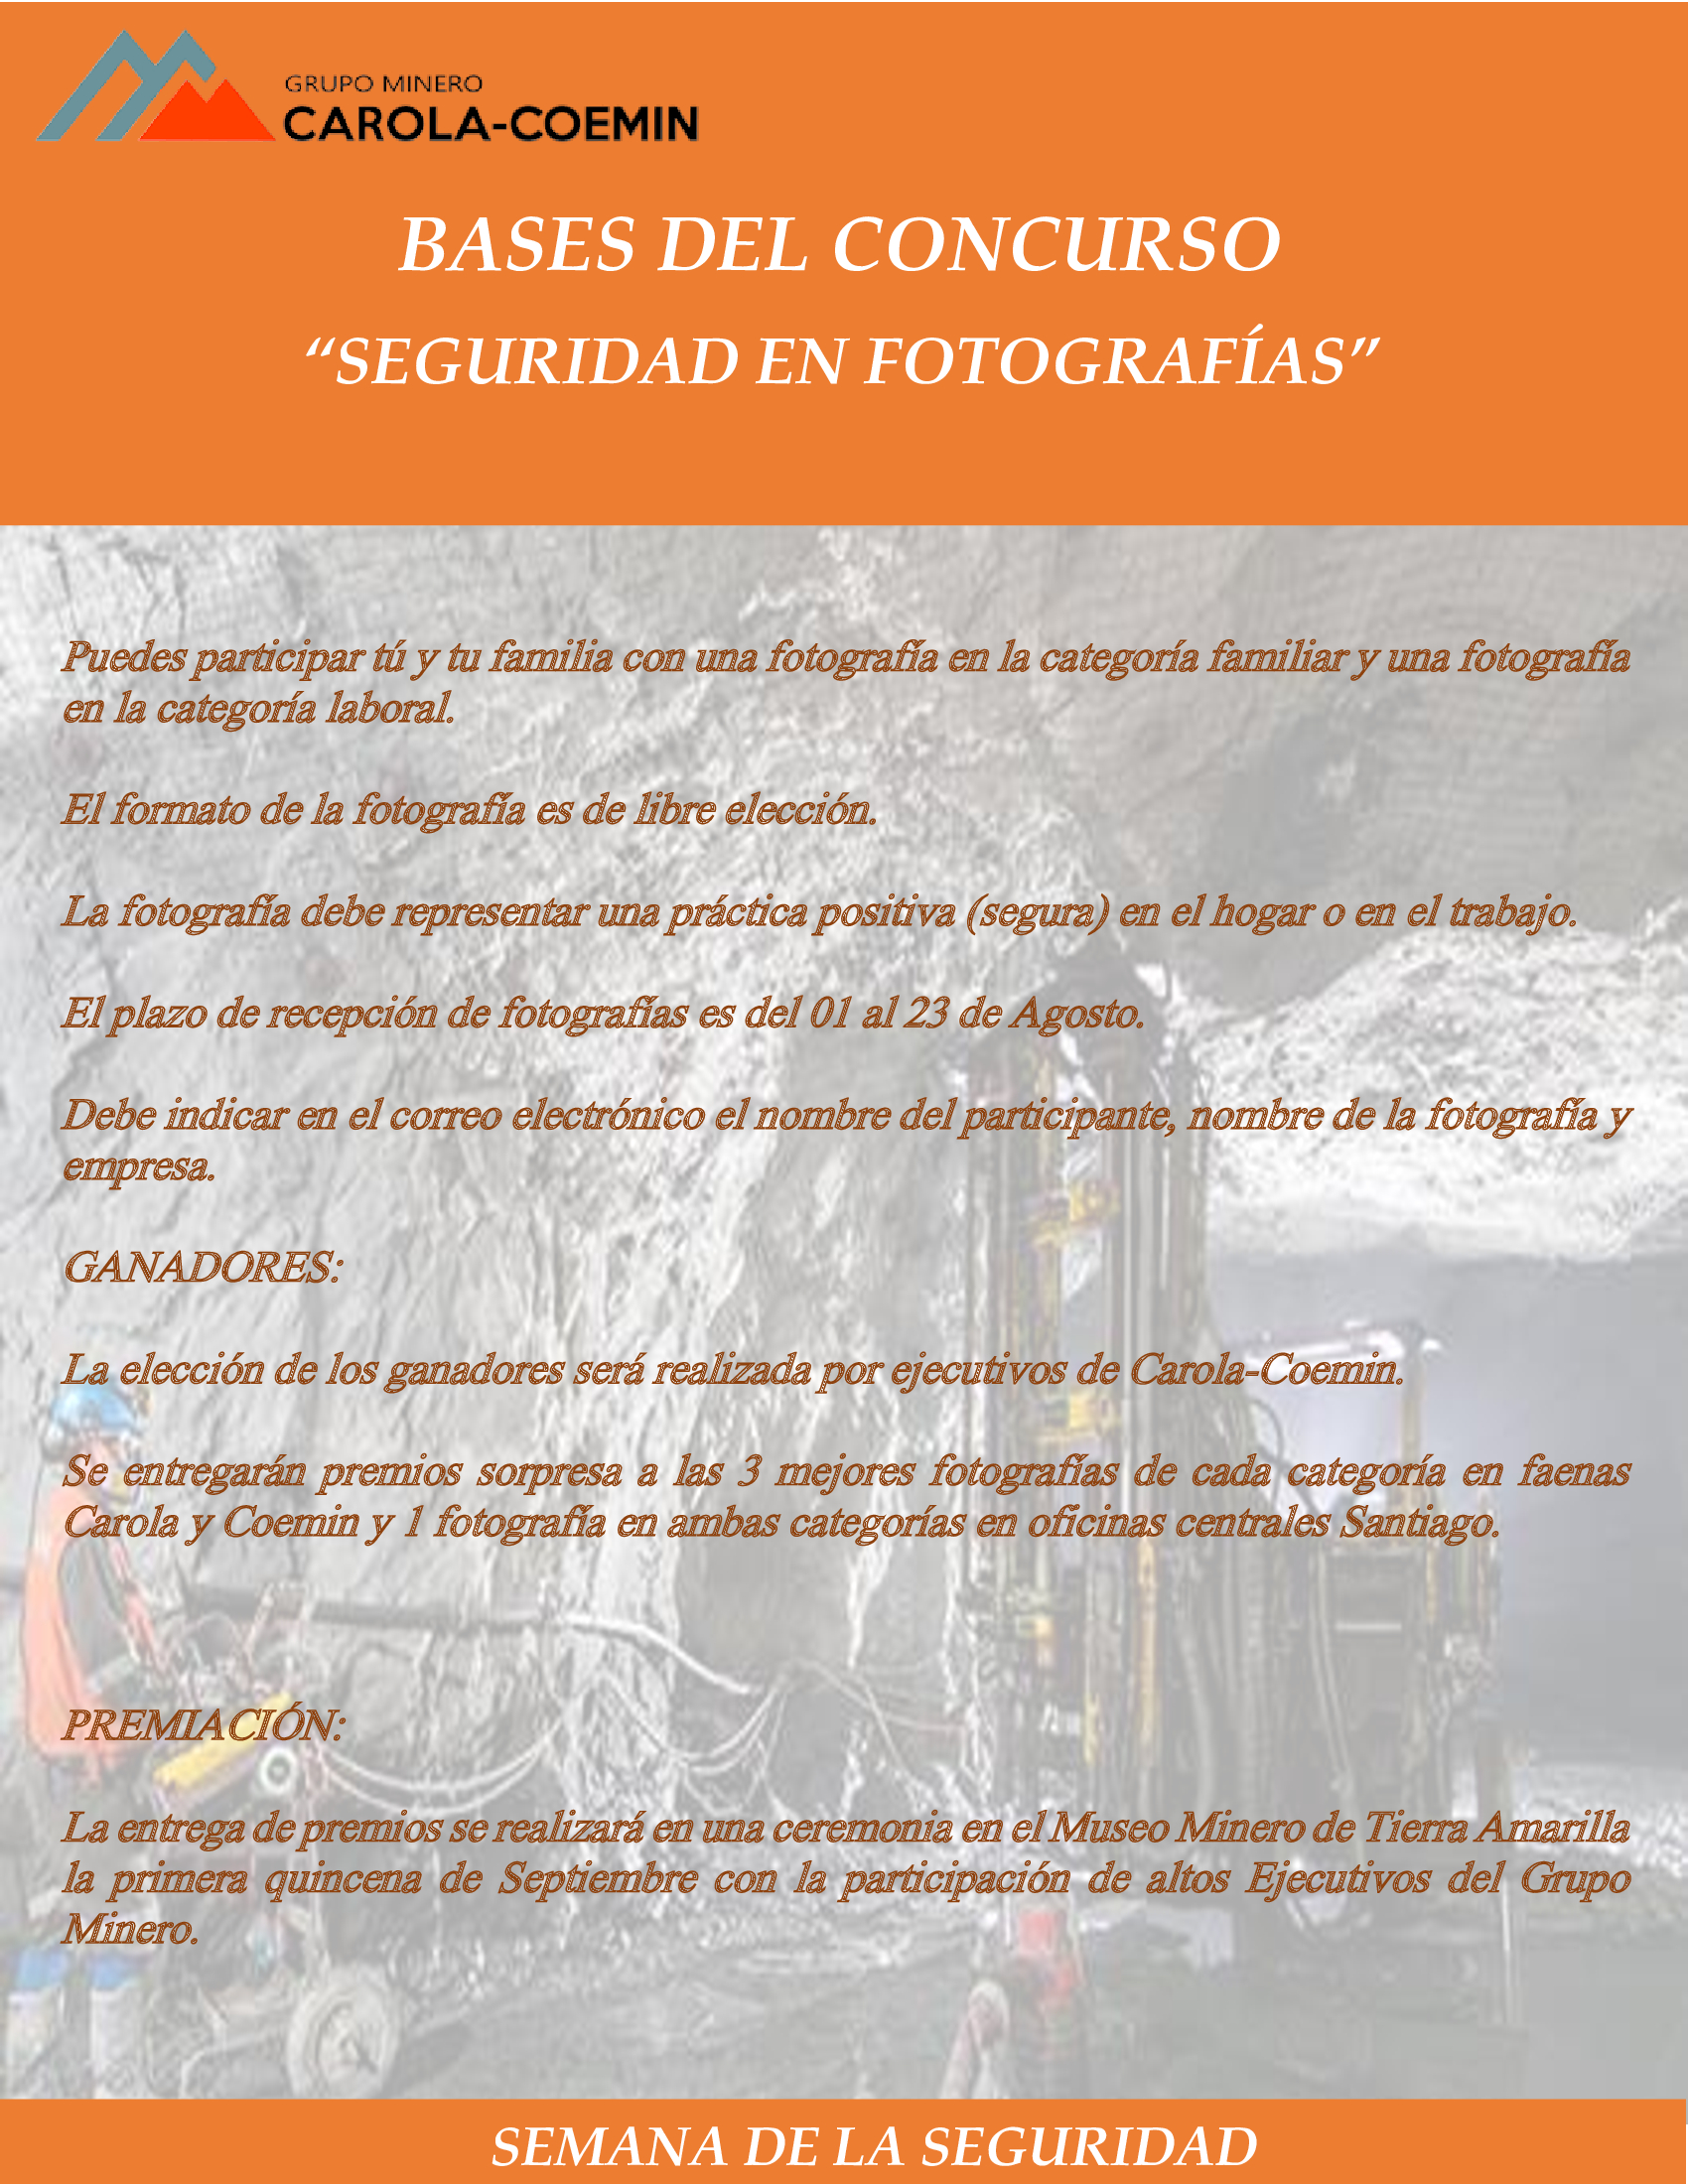 GRUPO MINERO
CAROLA-COEMIN
BASES DEL CONCURSO
“SEGURIDAD EN FOTOGRAFÍAS”
Puedes participar tú y tu familia con una fotografía en la categoría familiar y una fotografía
en la categoría laboral.
El formato de la fotografía es de libre elección.
La fotografía debe representar una práctica positiva (segura) en el hogar o en el trabajo.
El plazo de recepción de fotografías es del 01 al 23 de Agosto.
Debe indicar en el correo electrónico el nombre del participante, nombre de la fotografía y
empresa.
GANADORES:
La elección de los ganadores será realizada por ejecutivos de Carola-Coemin.
Se entregarán premios sorpresa a las 3 mejores fotografías de cada categoría en faenas
Carola y Coemin y 1 fotografía en ambas categorías en oficinas centrales Santiago.
PREMIACIÓN:
La entrega de premios se realizará en una ceremonia en el Museo Minero de Tierra Amarilla
la primera quincena de Septiembre con la participación de altos Ejecutivos del Grupo
Minero.
SEMANA DE LA SEGURIDAD